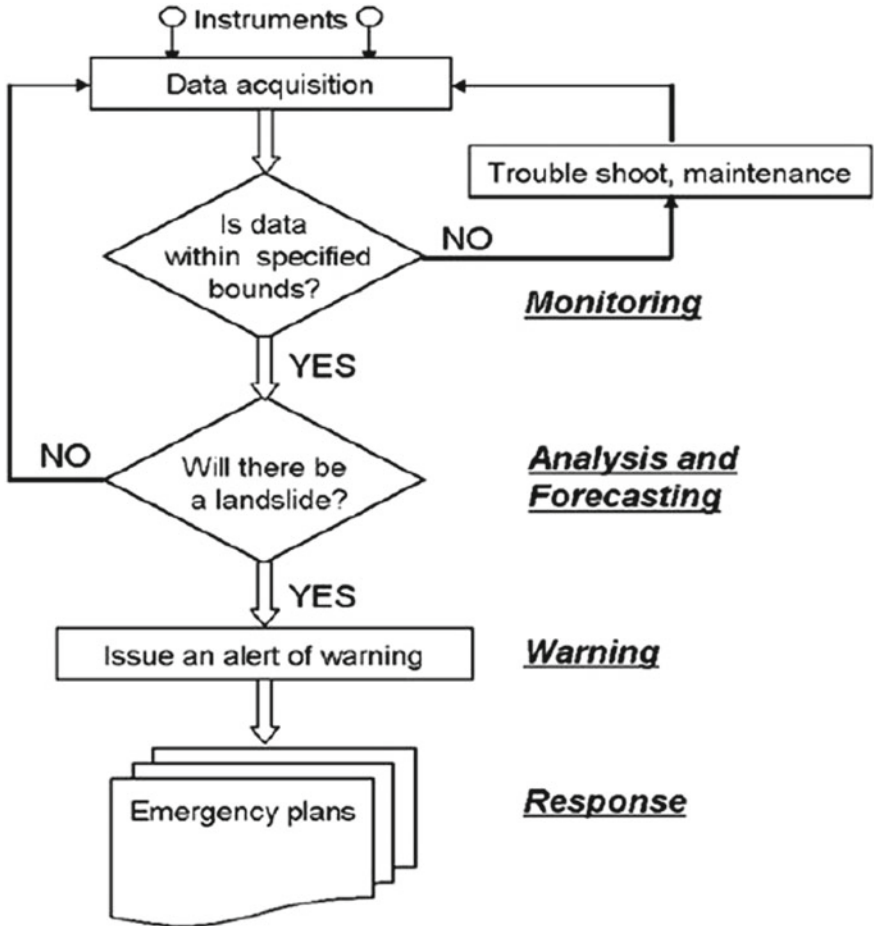 Instruments
Data acquisition
Trouble shoot, maintenance
Is data
within specified
bounds?
NO
Monitoring
YES
NO
Will there be
a landslide?
Analysis and
Forecasting
YES
Issue an alert of warning
Warning
Emergency plans
Response